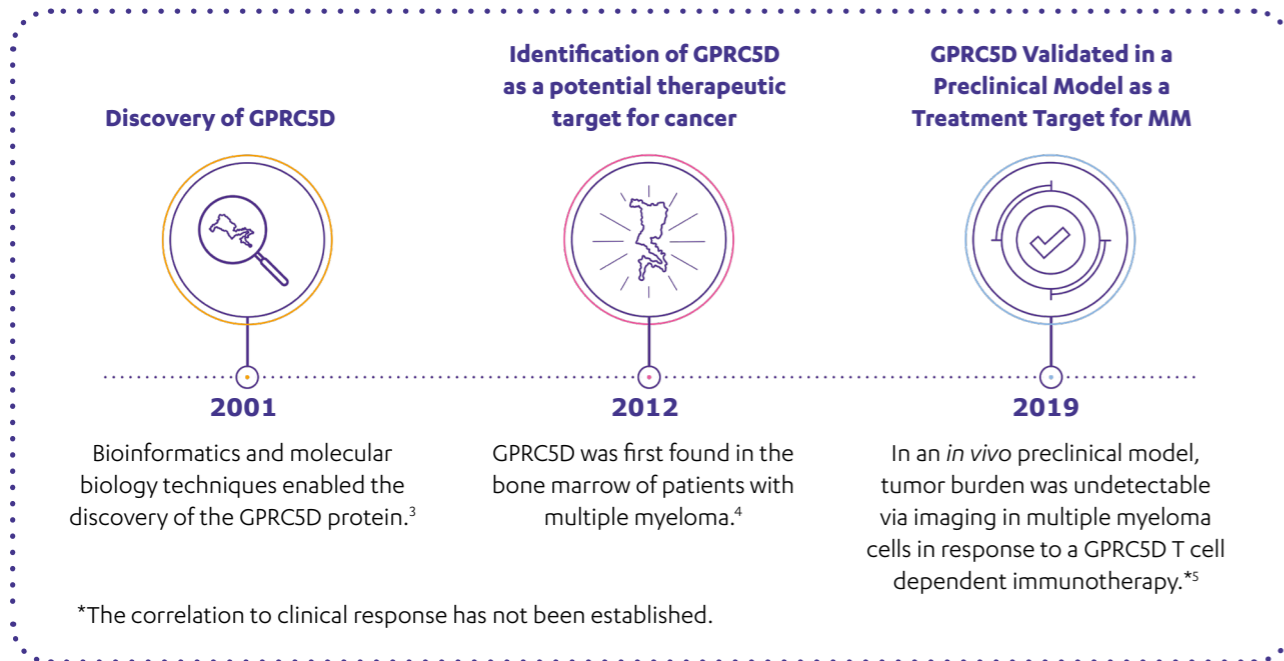 Discovery of GPRC5D
Identification of GPRC5D
as a potential therapeutic
target for cancer
GPRC5D Validated in a
Preclinical Model as a
Treatment Target for MM
2001
2012
2019
Bioinformatics and molecular
biology techniques enabled the
discovery of the GPRC5D protein.3
GPRC5D was first found in the
bone marrow of patients with
multiple myeloma.4
In an in vivo preclinical model,
tumor burden was undetectable
via imaging in multiple myeloma
cells in response to a GPRC5D T cell
dependent immunotherapy.*5
*The correlation to clinical response has not been established.